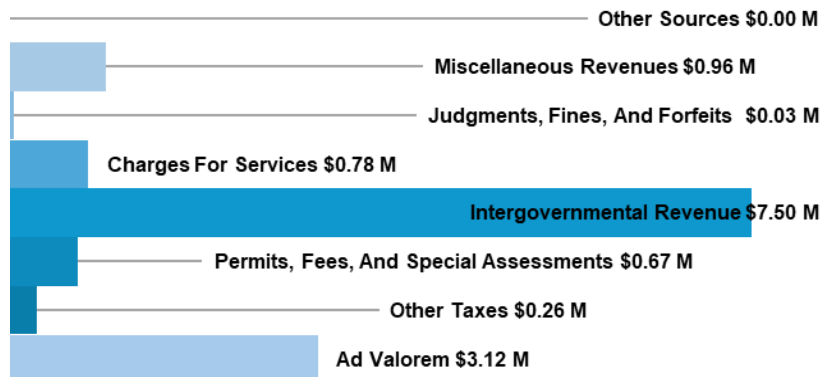 Other Sources $0.00 M
Miscellaneous Revenues $0.96 M
Judgments, Fines, And Forfeits $0.03 M
Charges For Services $0.78 M
Intergovernmental Revenue $7.50 M
Permits, Fees, And Special Assessments $0.67 M
Other Taxes $0.26 M
Ad Valorem $3.12 M